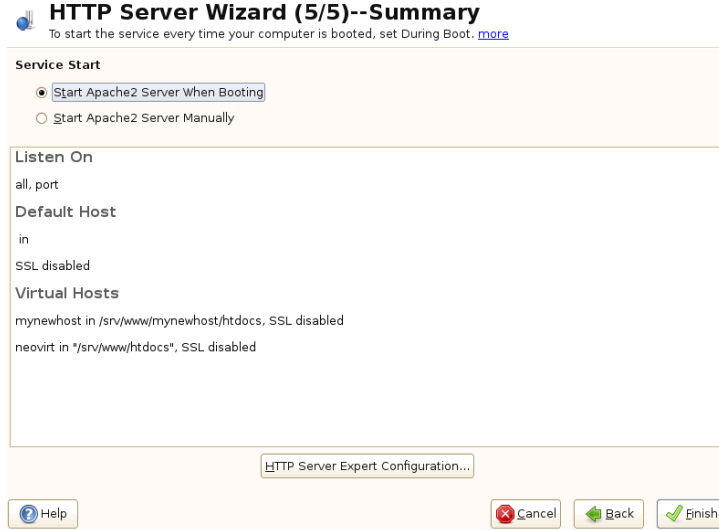 HTTP Server Wizard (5/5)--Summary
To start the service every time your computer is booted, set During Boot. more
Service Start
Start Apache2 Server When Booting
Start Apache2 Server Manually
Listen On
all, port
Default Host
in
SSL disabled
Virtual Hosts
mynewhost in /srv/www/mynewhost/htdocs, SSL disabled
neovirt in "/srv/www/htdocs", SSL disabled
HTTP Server Expert Configuration...
Help Cancel Back Finish